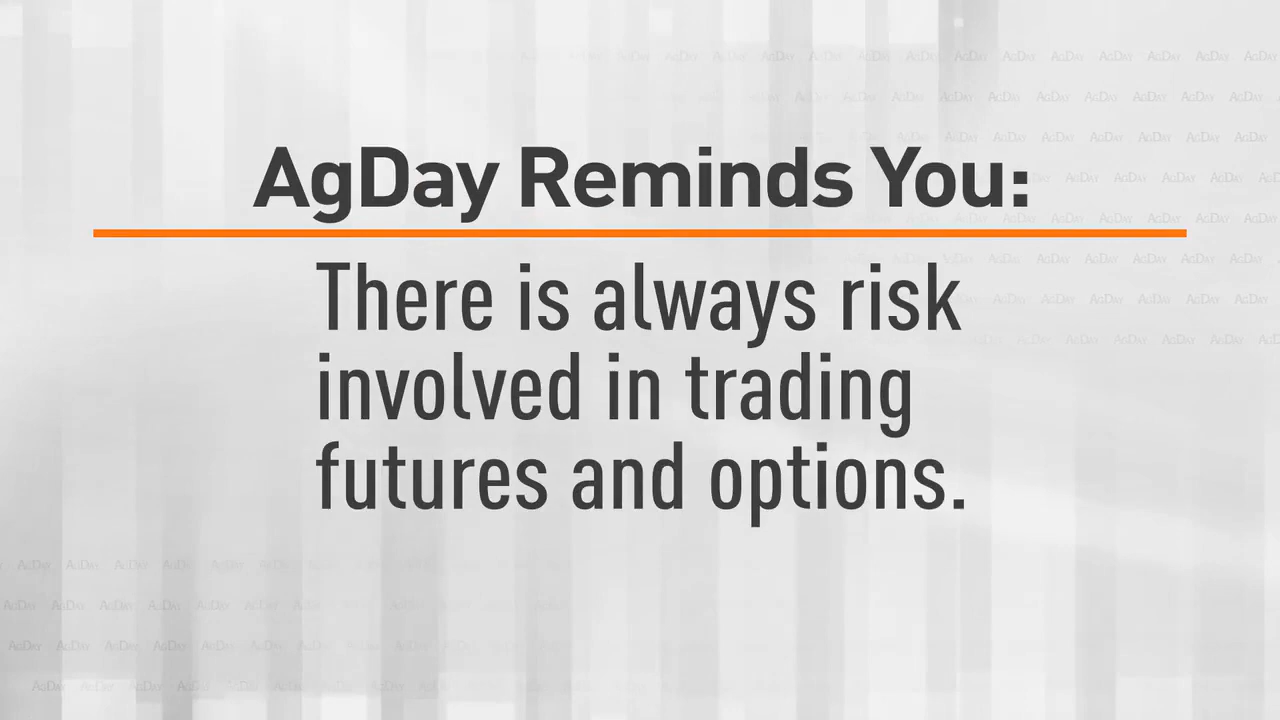 AgDay Reminds You:
There is always risk
involved in trading
futures and options.